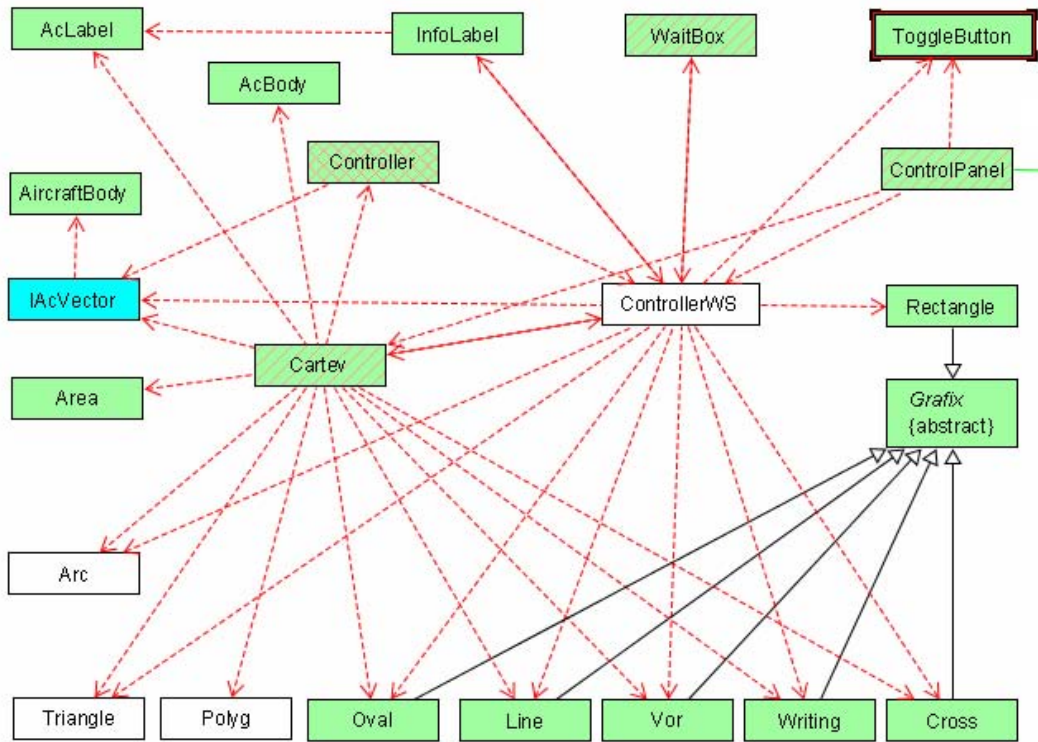 AcLabel
InfoLabel
WaitBox
ToggleButton
AcBody
Controller
ControlPanel
AircraftBody
IAcVector
ControllerWS
Rectangle
Cartev
Area
Grafix
{abstract}
Arc
Triangle
Polyg
Oval
Line
Vor
Writing
Cross